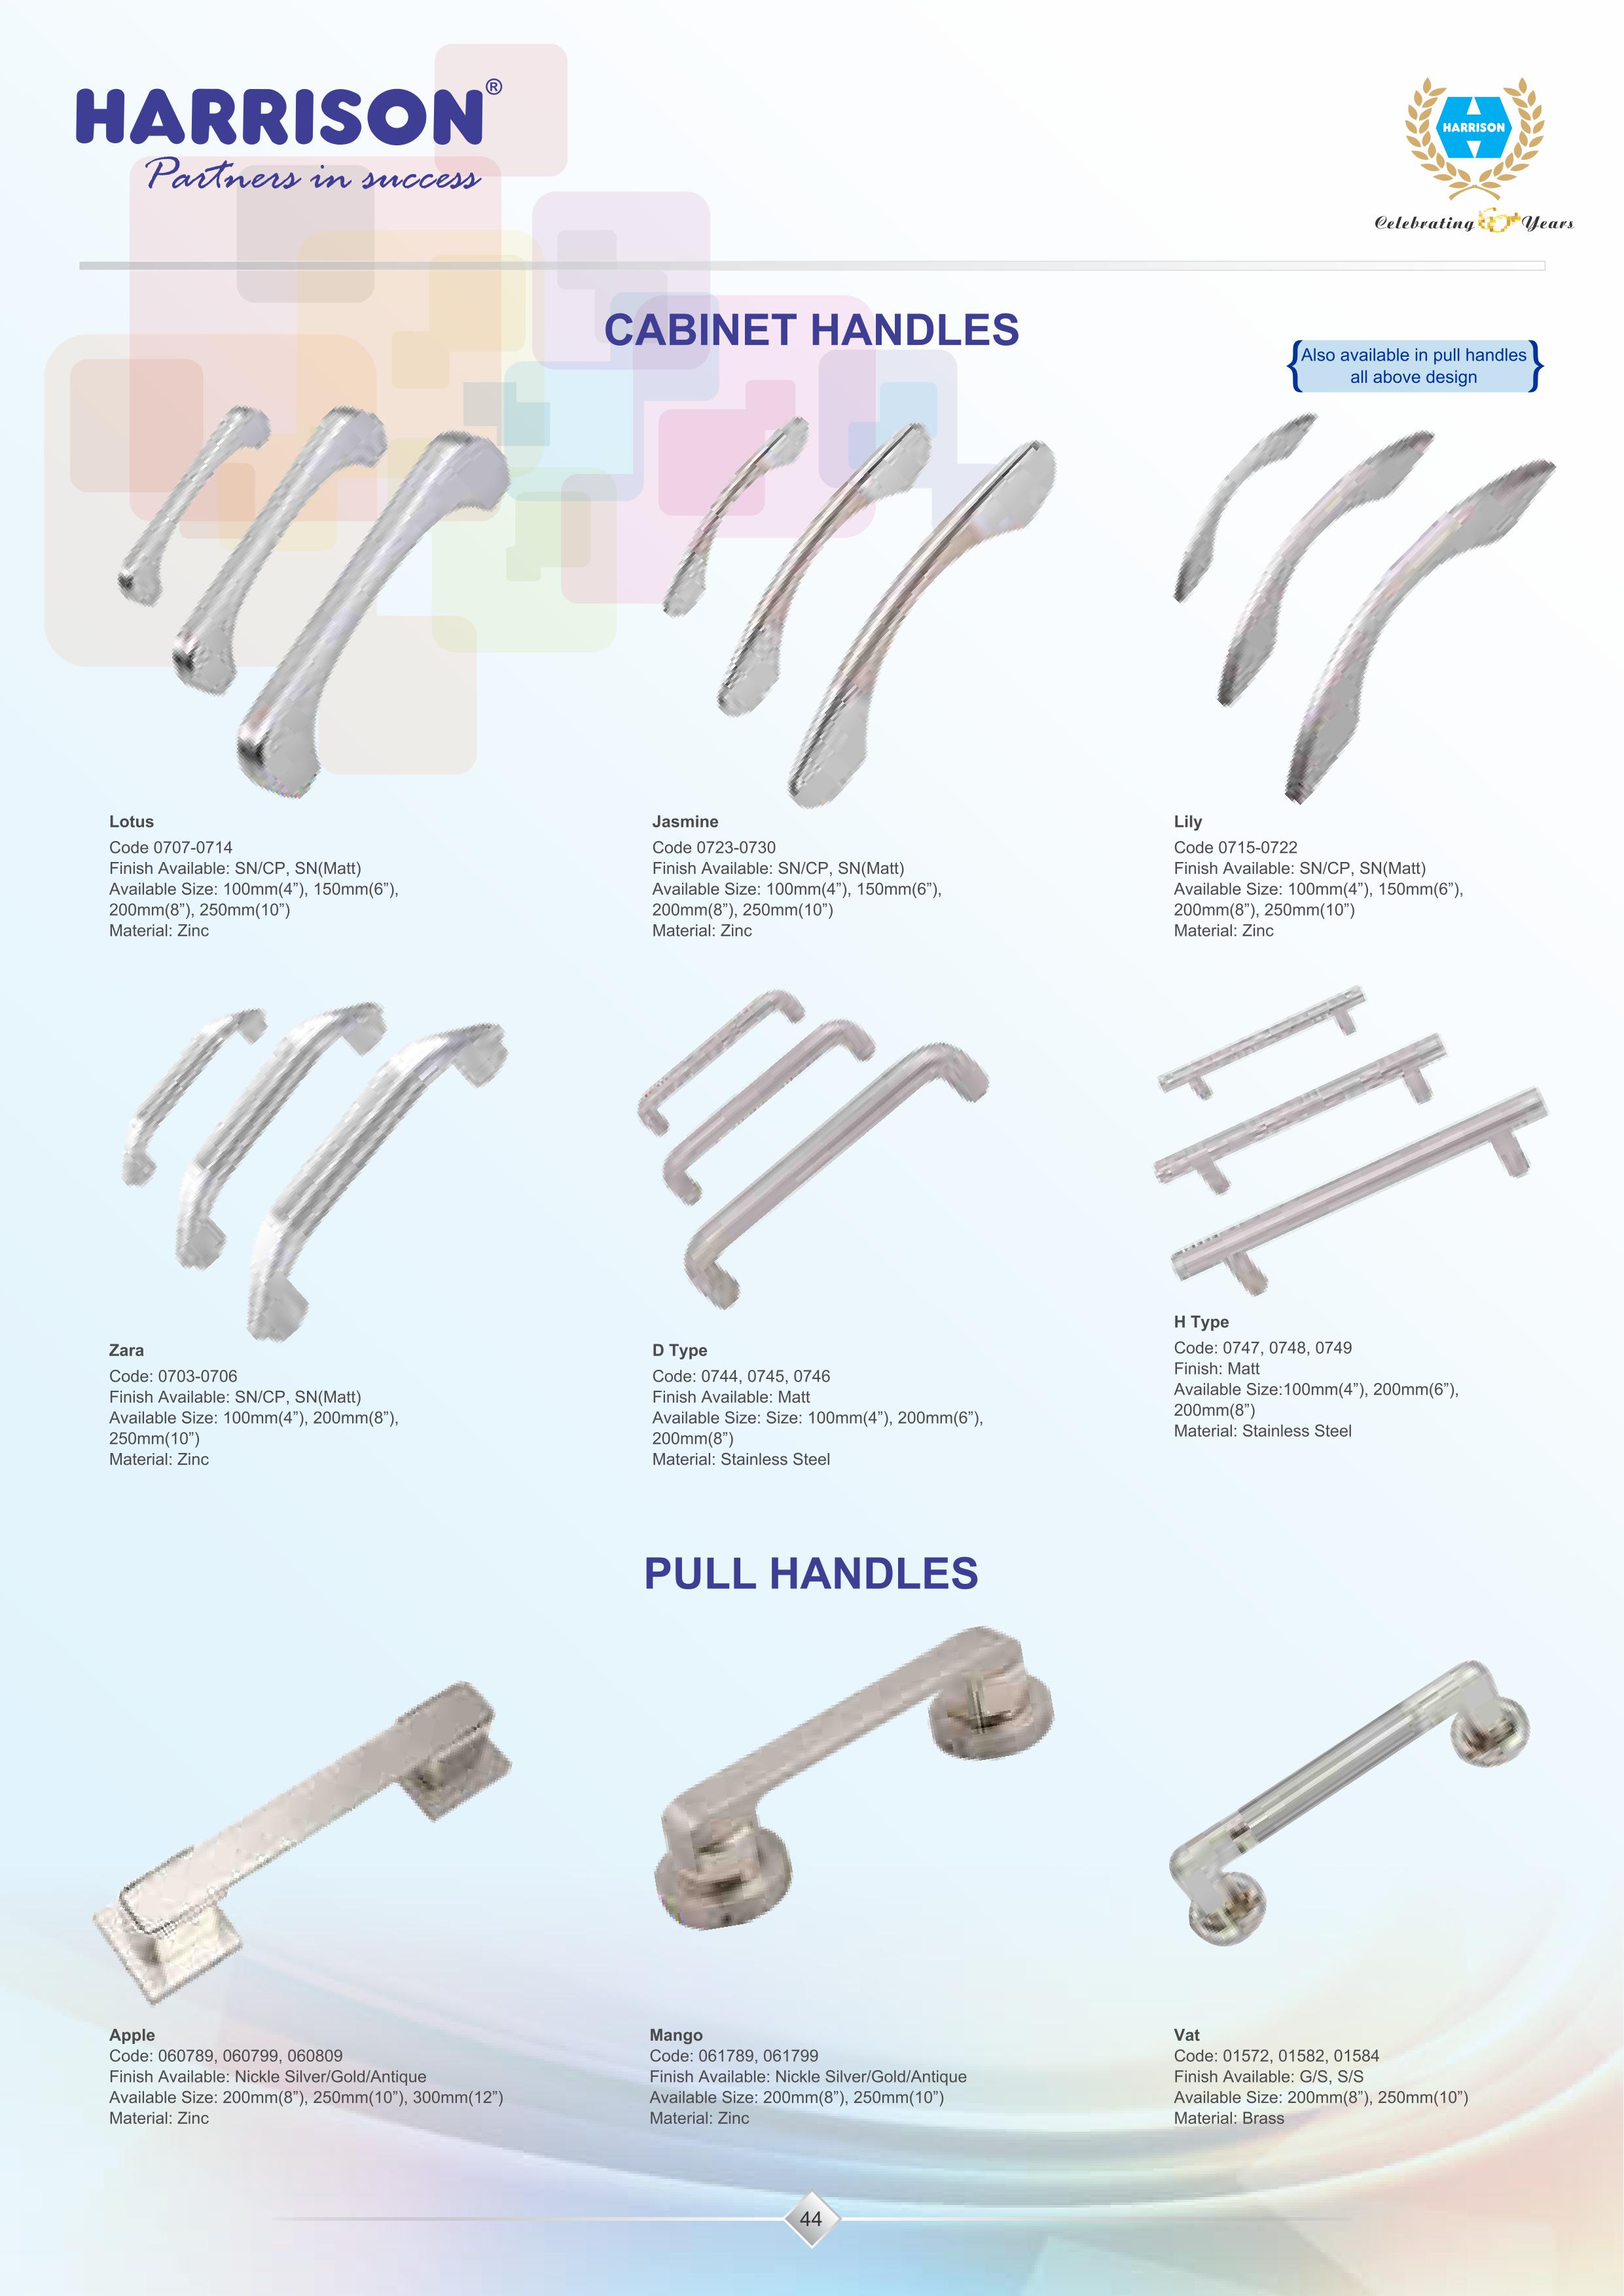 HARRISON®
Partners in success
HARRISON
Celebrating
Years
CABINET HANDLES
Also available in pull handles
all above design
Lotus
Code 0707-0714
Finish Available: SN/CP, SN(Matt)
Available Size: 100mm(4”), 150mm(6”),
200mm(8”), 250mm(10”)
Material: Zinc
Jasmine
Code 0723-0730
Finish Available: SN/CP, SN(Matt)
Available Size: 100mm(4”), 150mm(6”),
200mm(8”), 250mm(10”)
Material: Zinc
Lily
Code 0715-0722
Finish Available: SN/CP, SN(Matt)
Available Size: 100mm(4”), 150mm(6”),
200mm(8”), 250mm(10”)
Material: Zinc
Zara
Code: 0703-0706
Finish Available: SN/CP, SN(Matt)
Available Size: 100mm(4”), 200mm(8”),
250mm(10”)
Material: Zinc
D Type
Code: 0744, 0745, 0746
Finish Available: Matt
Available Size: Size: 100mm(4”), 200mm(6”),
200mm(8”)
Material: Stainless Steel
H Type
Code: 0747, 0748, 0749
Finish: Matt
Available Size:100mm(4”), 200mm(6”),
200mm(8”)
Material: Stainless Steel
PULL HANDLES
Apple
Code: 060789, 060799, 060809
Finish Available: Nickle Silver/Gold/Antique
Available Size: 200mm(8”), 250mm(10”), 300mm(12”)
Material: Zinc
Mango
Code: 061789, 061799
Finish Available: Nickle Silver/Gold/Antique
Available Size: 200mm(8”), 250mm(10”)
Material: Zinc
Vat
Code: 01572, 01582, 01584
Finish Available: G/S, S/S
Available Size: 200mm(8”), 250mm(10”)
Material: Brass
44